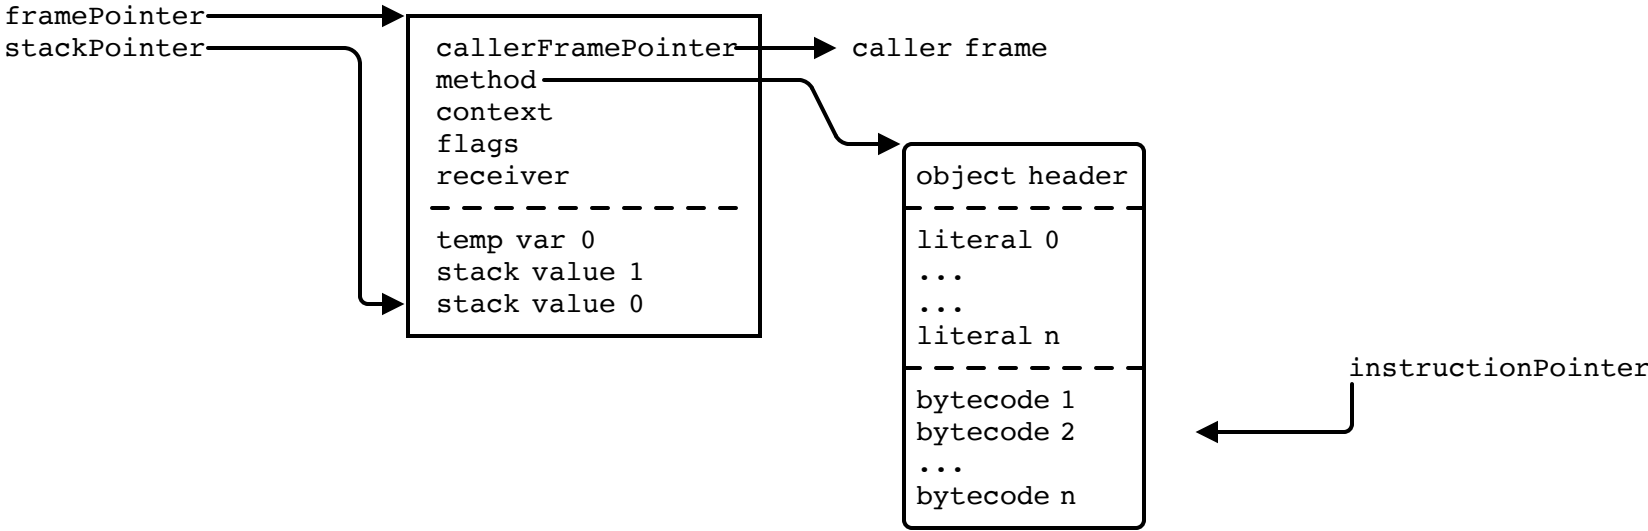 framePointer
stackPointer
callerFramePointer
caller frame
method
context
flags
receiver
temp var 0
stack value 1
stack value 0
object header
literal 0
...
...
literal n
bytecode 1
bytecode 2
...
bytecode n
instructionPointer